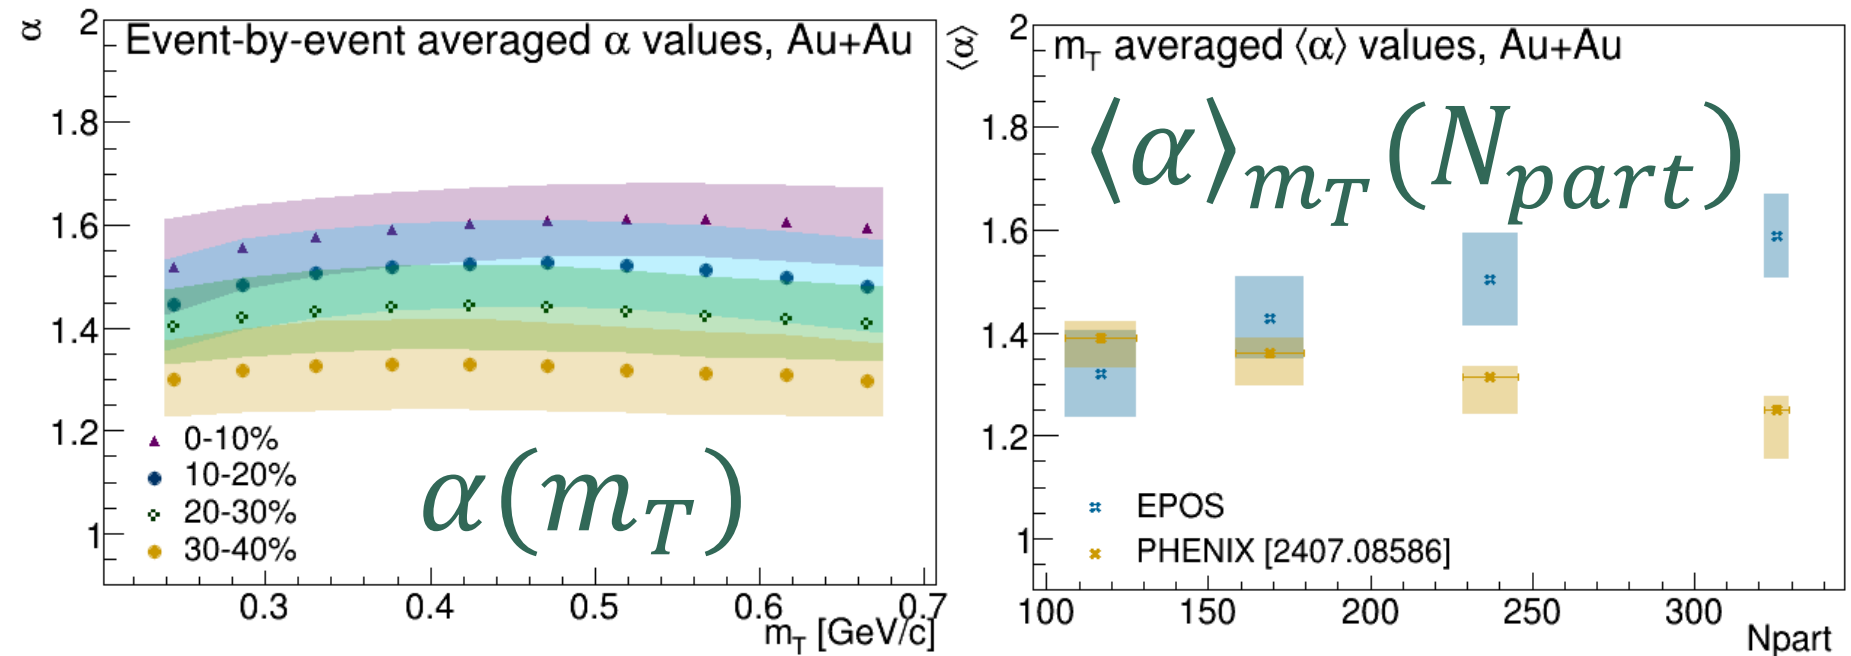 Event-by-event averaged α values, Au+Au
α
2
1.8
1.6
1.4
1.2
1
0-10%
10-20%
20-30%
30-40%
α(m_T)
0.3 0.4 0.5 0.6 0.7
m_T [GeV/c]
m_T averaged ⟨α⟩ values, Au+Au
⟨α⟩
2
1.8
1.6
1.4
1.2
1
⟨α⟩_{m_T}(N_{part})
EPOS
PHENIX [2407.08586]
100 150 200 250 300
Npart